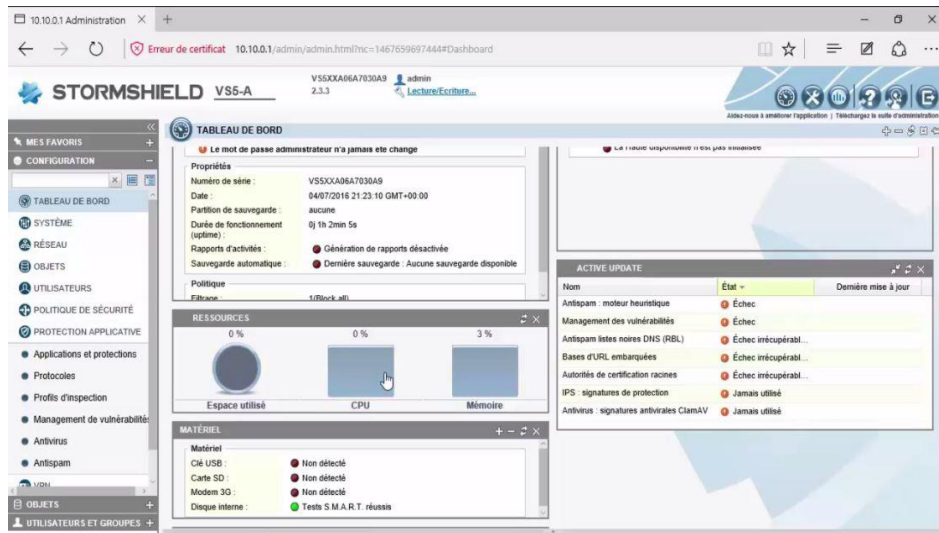 10.10.0.1 Administration
Erreur de certificat 10.10.0.1/admin/admin.html?nc=1467659697444#Dashboard
STORMSHIELD VS5-A
VS5XXA06A7030A9 admin
2.3.3 Lecture/Ecriture...
Aidez-nous à améliorer l'application | Téléchargez la suite d'administration
MES FAVORIS
CONFIGURATION
TABLEAU DE BORD
SYSTÈME
RÉSEAU
OBJETS
UTILISATEURS
POLITIQUE DE SÉCURITÉ
PROTECTION APPLICATIVE
Applications et protections
Protocoles
Profils d'inspection
Management de vulnérabilités
Antivirus
Antispam
VPN
OBJETS
UTILISATEURS ET GROUPES
TABLEAU DE BORD
Le mot de passe administrateur n'a jamais été changé
Propriétés
Numéro de série : VS5XXA06A7030A9
Date : 04/07/2016 21:23:10 GMT+00:00
Partition de sauvegarde : aucune
Durée de fonctionnement (uptime) : 0j 1h 2min 5s
Rapports d'activités : Génération de rapports désactivée
Sauvegarde automatique : Dernière sauvegarde : Aucune sauvegarde disponible
Politique
Filtrage : 1/(Block all)
RESSOURCES
0 % 0 % 3 %
Espace utilisé CPU Mémoire
MATÉRIEL
Matériel
Clé USB : Non détecté
Carte SD : Non détecté
Modem 3G : Non détecté
Disque interne : Tests S.M.A.R.T. réussis
La Haute disponibilité n'est pas initialisée
ACTIVE UPDATE
Nom État Dernière mise à jour
Antispam : moteur heuristique Échec
Management des vulnérabilités Échec
Antispam listes noires DNS (RBL) Échec irrécupérabl...
Bases d'URL embarquées Échec irrécupérabl...
Autorités de certification racines Échec irrécupérabl...
IPS : signatures de protection Jamais utilisé
Antivirus : signatures antivirales ClamAV Jamais utilisé